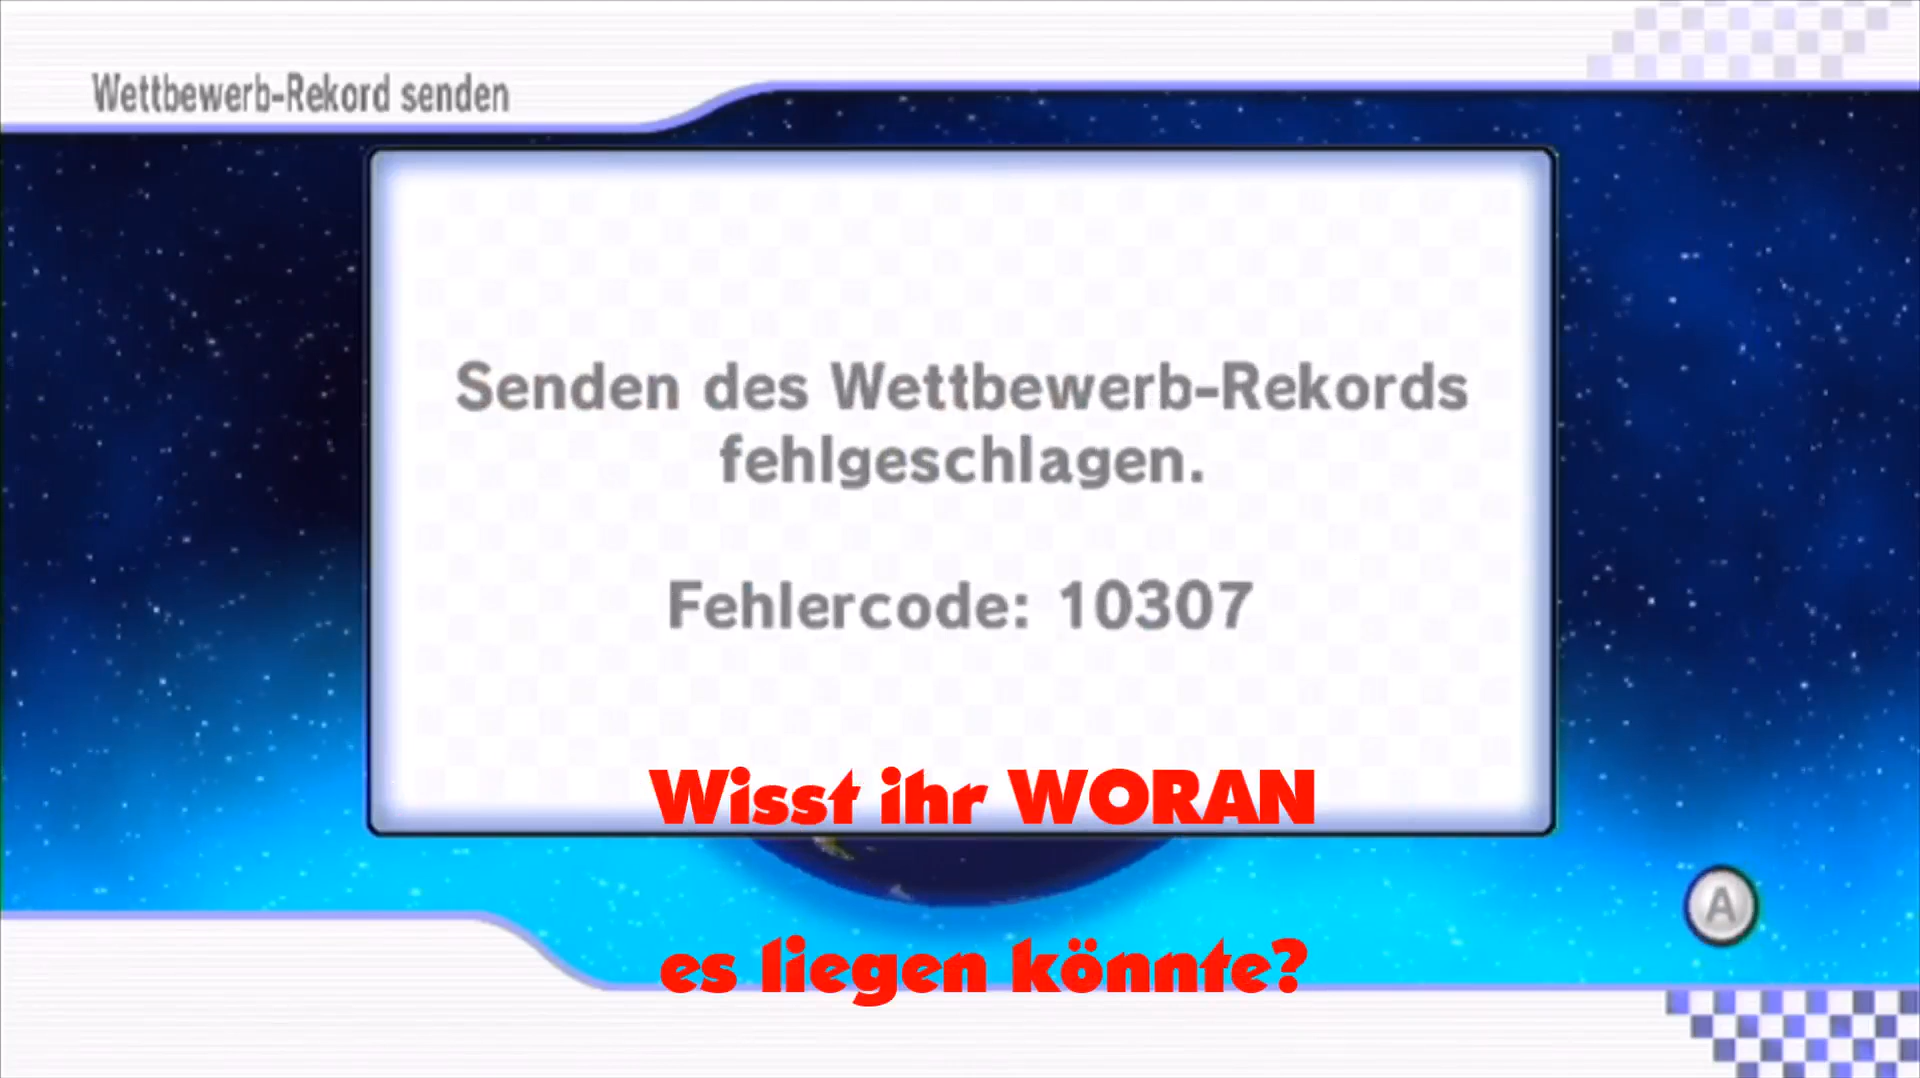 Wettbewerb-Rekord senden
Senden des Wettbewerb-Rekords
fehlgeschlagen.
Fehlercode: 10307
Wisst ihr WORAN
A
es liegen könnte?